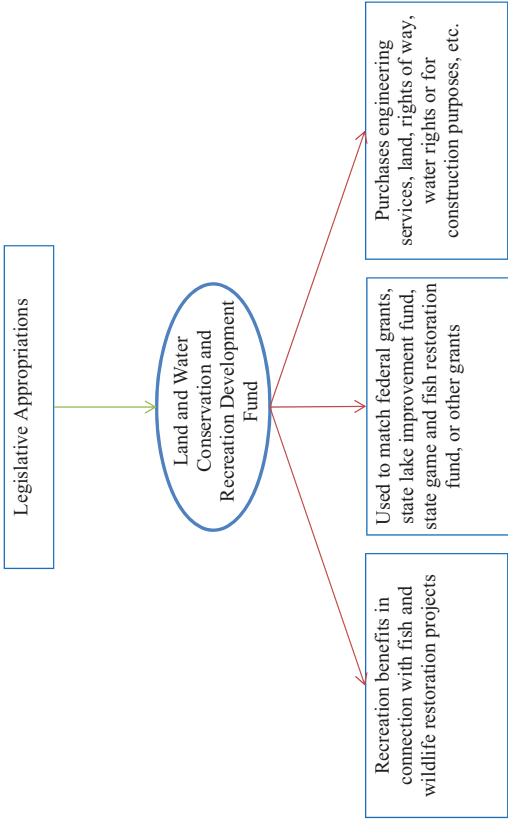 Legislative Appropriations
Land and Water
Conservation and
Recreation Development
Fund
Recreation benefits in
connection with fish and
wildlife restoration projects
Used to match federal grants,
state lake improvement fund,
state game and fish restoration
fund, or other grants
Purchases engineering
services, land, rights of way,
water rights or for
construction purposes, etc.